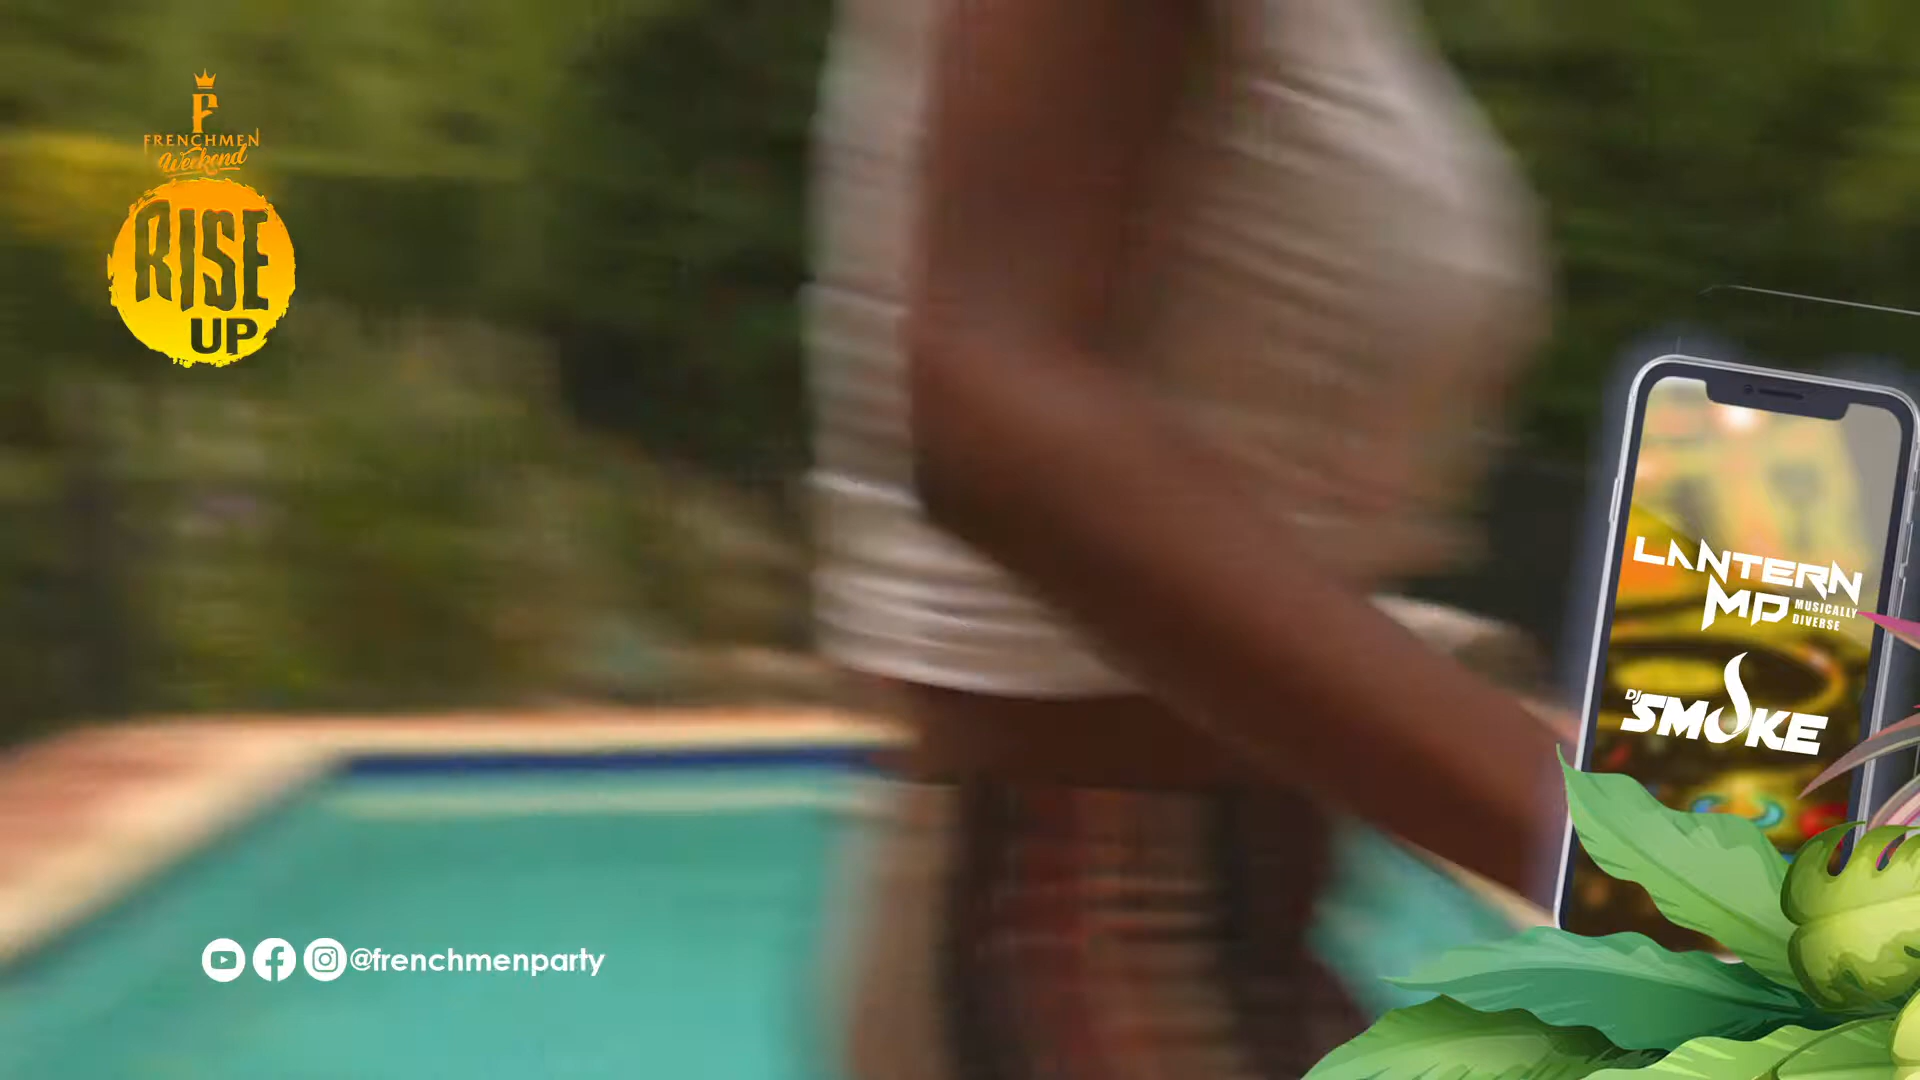 F
FRENCHMEN
Weekend
RISE
UP
LANTERN
MD MUSICALLY
DIVERSE
DJ SMOKE
@frenchmenparty